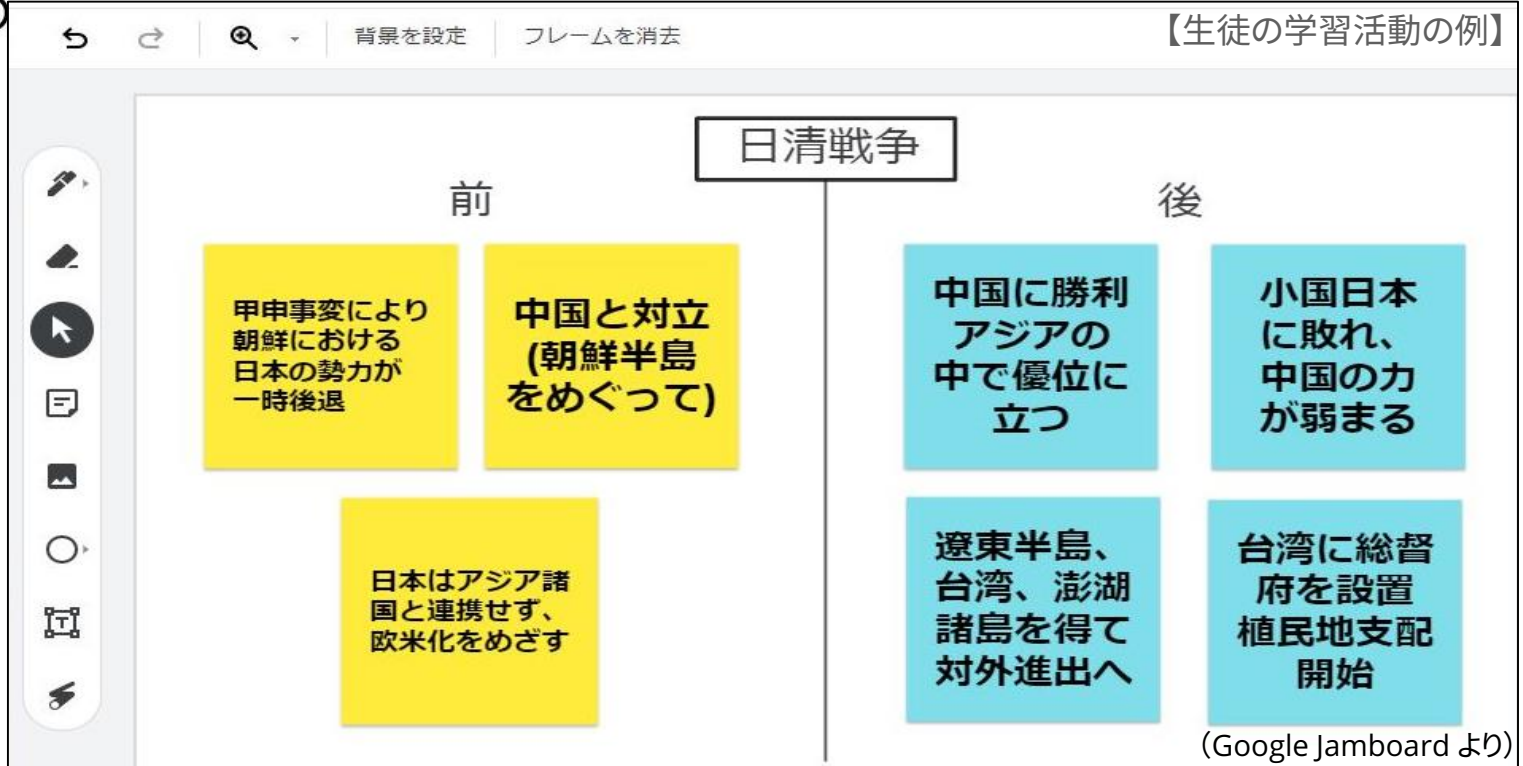 背景を設定
フレームを消去
【生徒の学習活動の例】
日清戦争
前
後
甲申事変により
朝鮮における
日本の勢力が
一時後退
中国と対立
(朝鮮半島
をめぐって)
日本はアジア諸
国と連携せず、
欧米化をめざす
中国に勝利
アジアの
中で優位に
立つ
小国日本
に敗れ、
中国の力
が弱まる
遼東半島、
台湾、澎湖
諸島を得て
対外進出へ
台湾に総督
府を設置
植民地支配
開始
（Google Jamboard より）